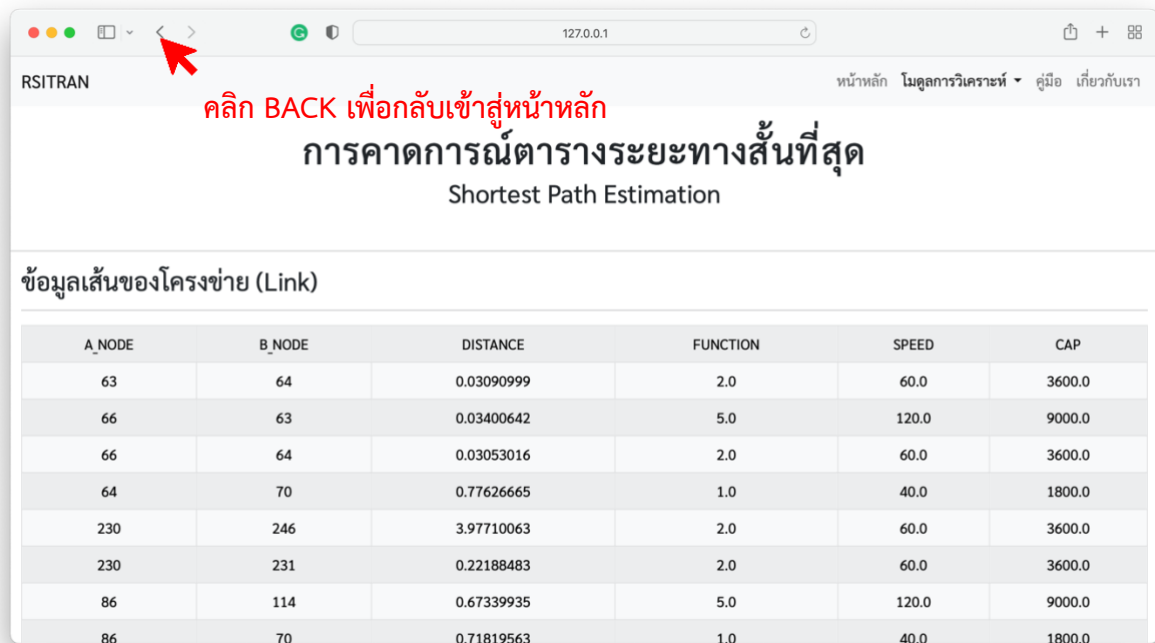 127.0.0.1
RSITRAN หน้าหลัก โมดูลการวิเคราะห์ คู่มือ เกี่ยวกับเรา
คลิก BACK เพื่อกลับเข้าสู่หน้าหลัก
การคาดการณ์ตารางระยะทางสั้นที่สุด
Shortest Path Estimation
ข้อมูลเส้นของโครงข่าย (Link)
A_NODE B_NODE DISTANCE FUNCTION SPEED CAP
63 64 0.03090999 2.0 60.0 3600.0
66 63 0.03400642 5.0 120.0 9000.0
66 64 0.03053016 2.0 60.0 3600.0
64 70 0.77626665 1.0 40.0 1800.0
230 246 3.97710063 2.0 60.0 3600.0
230 231 0.22188483 2.0 60.0 3600.0
86 114 0.67339935 5.0 120.0 9000.0
86 70 0.71819563 1.0 40.0 1800.0